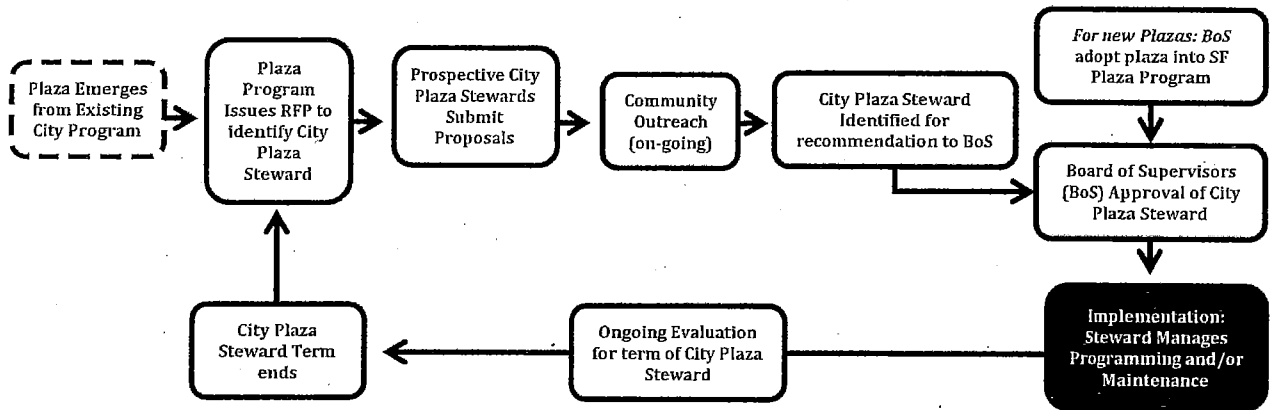 Plaza Emerges
from Existing
City Program
Plaza
Program
Issues RFP to
identify City
Plaza
Steward
Prospective City
Plaza Stewards
Submit
Proposals
Community
Outreach
(on-going)
City Plaza Steward
Identified for
recommendation to BoS
For new Plazas: BoS
adopt plaza into SF
Plaza Program
Board of Supervisors
(BoS) Approval of City
Plaza Steward
Implementation:
Steward Manages
Programming and/or
Maintenance
Ongoing Evaluation
for term of City Plaza
Steward
City Plaza
Steward Term
ends